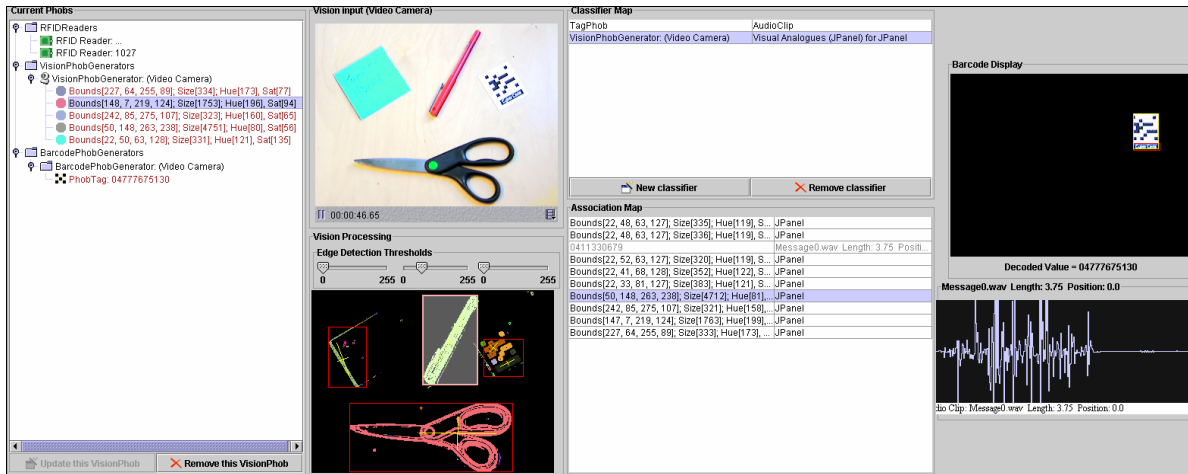 Current Phobs
RFIDReaders
RFID Reader: ...
RFID Reader: 1027
VisionPhobGenerators
VisionPhobGenerator: (Video Camera)
Bounds[227, 64, 255, 89]; Size[334]; Hue[173], Sat[77]
Bounds[148, 7, 219, 124]; Size[1753]; Hue[196], Sat[94]
Bounds[242, 85, 275, 107]; Size[323]; Hue[160], Sat[65]
Bounds[50, 148, 263, 238]; Size[4751]; Hue[80], Sat[56]
Bounds[22, 50, 63, 128]; Size[331]; Hue[121], Sat[135]
BarcodePhobGenerators
BarcodePhobGenerator: (Video Camera)
PhobTag: 04777675130
Update this VisionPhob
Remove this VisionPhob
Vision input (Video Camera)
00:00:46.65
Vision Processing
Edge Detection Thresholds
0 255 0 255 0 255
Classifier Map
TagPhob AudioClip
VisionPhobGenerator: (Video Camera) Visual Analogues (JPanel) for JPanel
New classifier
Remove classifier
Association Map
Bounds[22, 48, 63, 127]; Size[335]; Hue[119], S... JPanel
Bounds[22, 48, 63, 127]; Size[336]; Hue[119], S... JPanel
0411330679 Message0.wav Length: 3.75 Positi...
Bounds[22, 52, 63, 127]; Size[320]; Hue[119], S... JPanel
Bounds[22, 41, 68, 128]; Size[352]; Hue[122], S... JPanel
Bounds[22, 33, 81, 127]; Size[383]; Hue[121], S... JPanel
Bounds[50, 148, 263, 238]; Size[4712]; Hue[81],... JPanel
Bounds[242, 85, 275, 107]; Size[321]; Hue[158],... JPanel
Bounds[147, 7, 219, 124]; Size[1763]; Hue[199],... JPanel
Bounds[227, 64, 255, 89]; Size[333]; Hue[173], ... JPanel
Barcode Display
Decoded Value = 04777675130
Message0.wav Length: 3.75 Position: 0.0
dio Clip: Message0.wav Length: 3.75 Position: 0.0